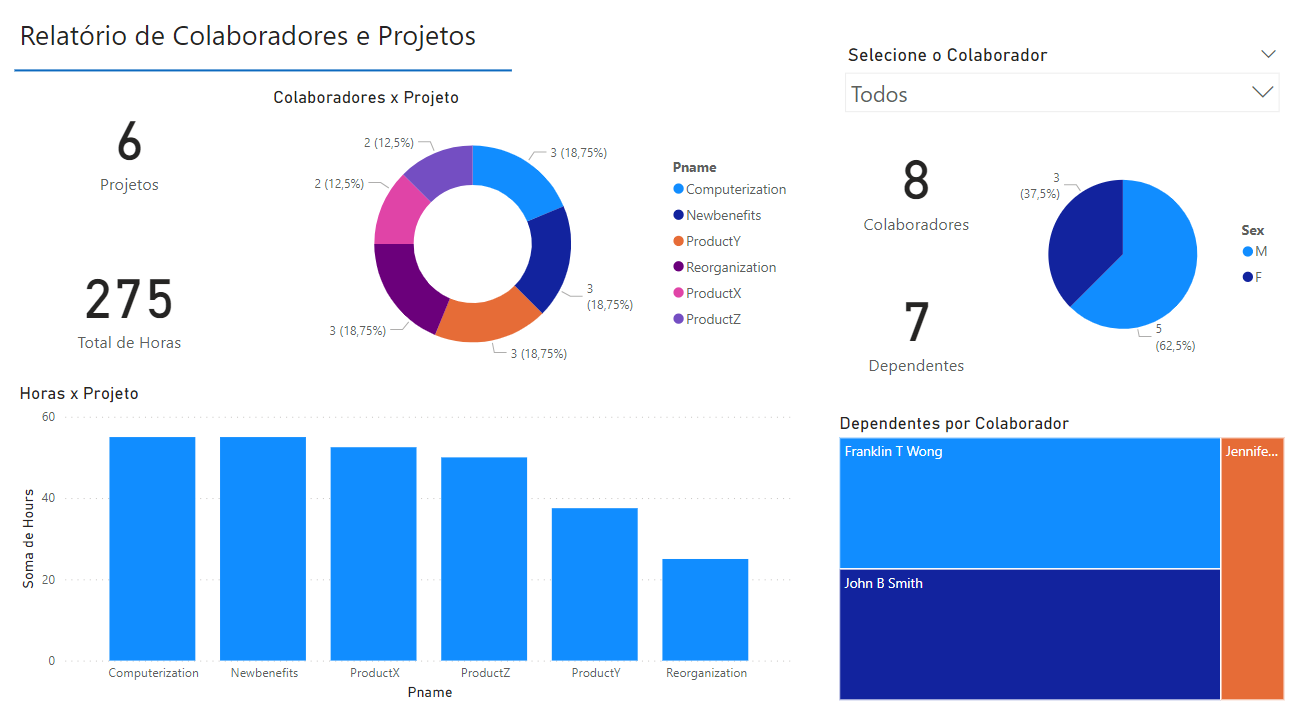 Relatório de Colaboradores e Projetos
Selecione o Colaborador
Todos
6
Projetos
275
Total de Horas
Colaboradores x Projeto
2 (12,5%)
3 (18,75%)
2 (12,5%)
3
(18,75%)
3 (18,75%)
3 (18,75%)
Pname
Computerization
Newbenefits
ProductY
Reorganization
ProductX
ProductZ
8
Colaboradores
7
Dependentes
3
(37,5%)
5
(62,5%)
Sex
M
F
Horas x Projeto
Soma de Hours
60
40
20
0
Computerization
Newbenefits
ProductX
ProductZ
ProductY
Reorganization
Pname
Dependentes por Colaborador
Franklin T Wong
Jennife...
John B Smith